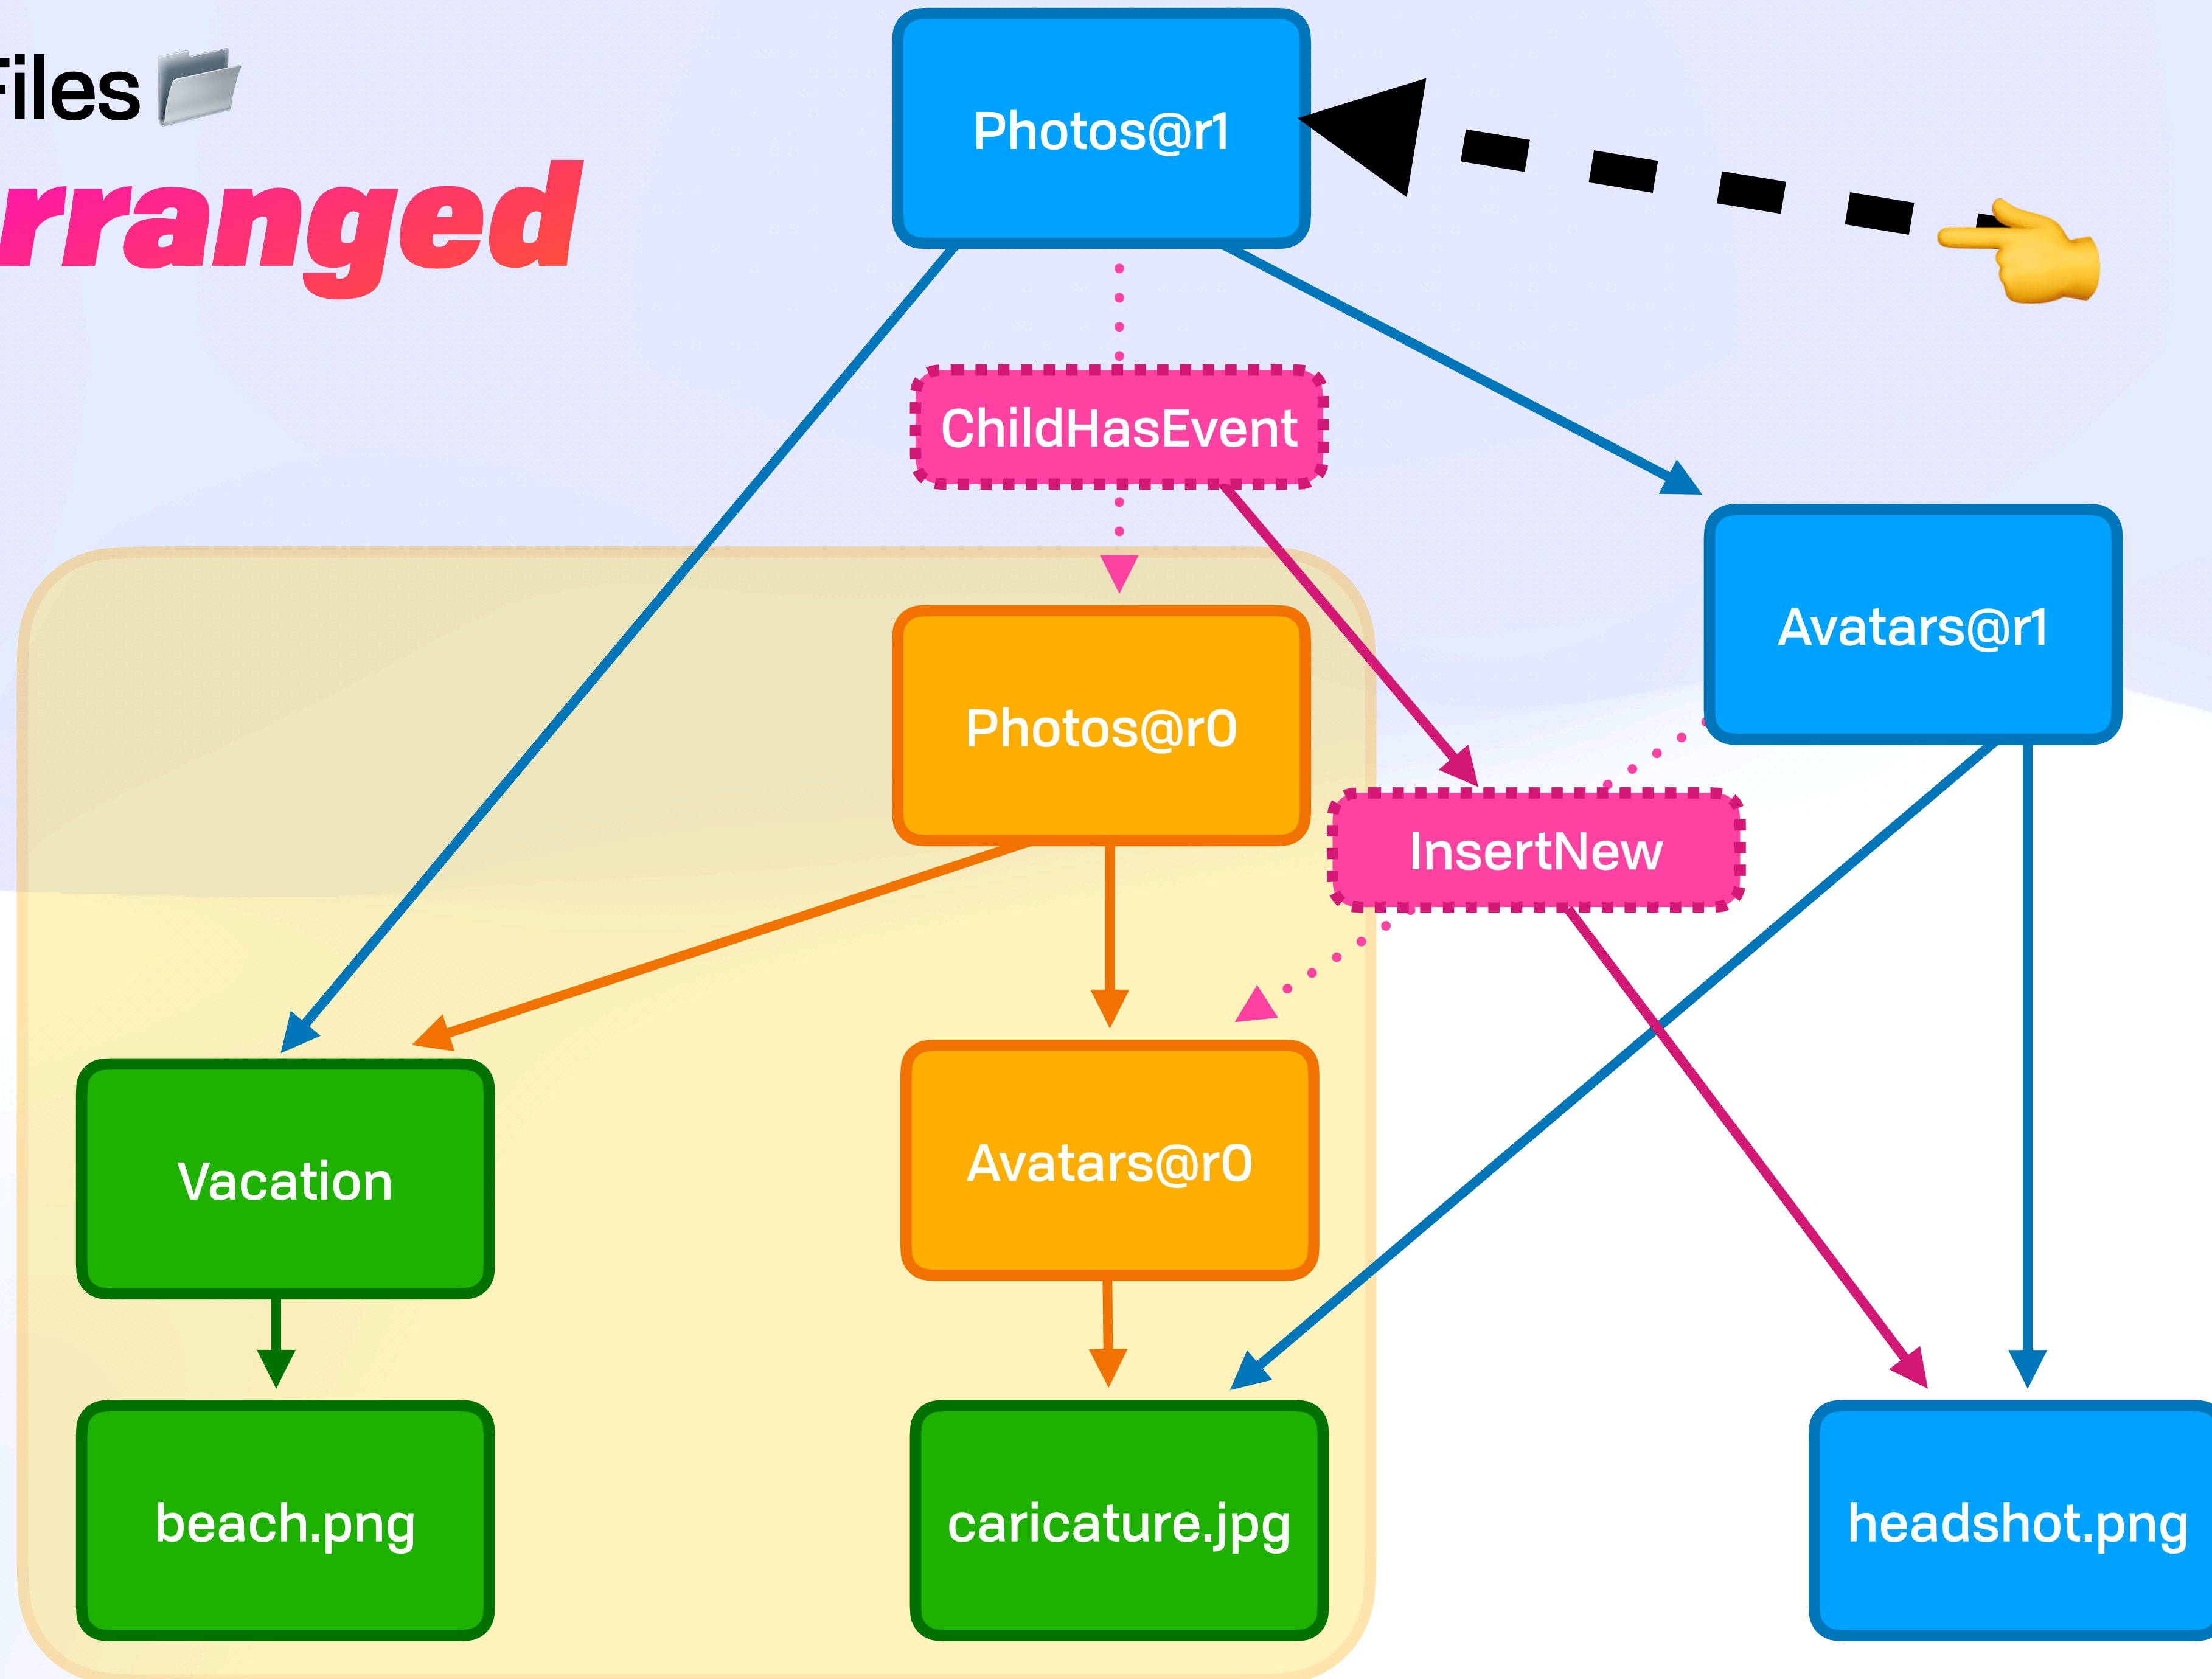 Files
rranged
Photos@r1
ChildHasEvent
Avatars@r1
Photos@r0
InsertNew
Vacation
Avatars@r0
beach.png
caricature.jpg
headshot.png